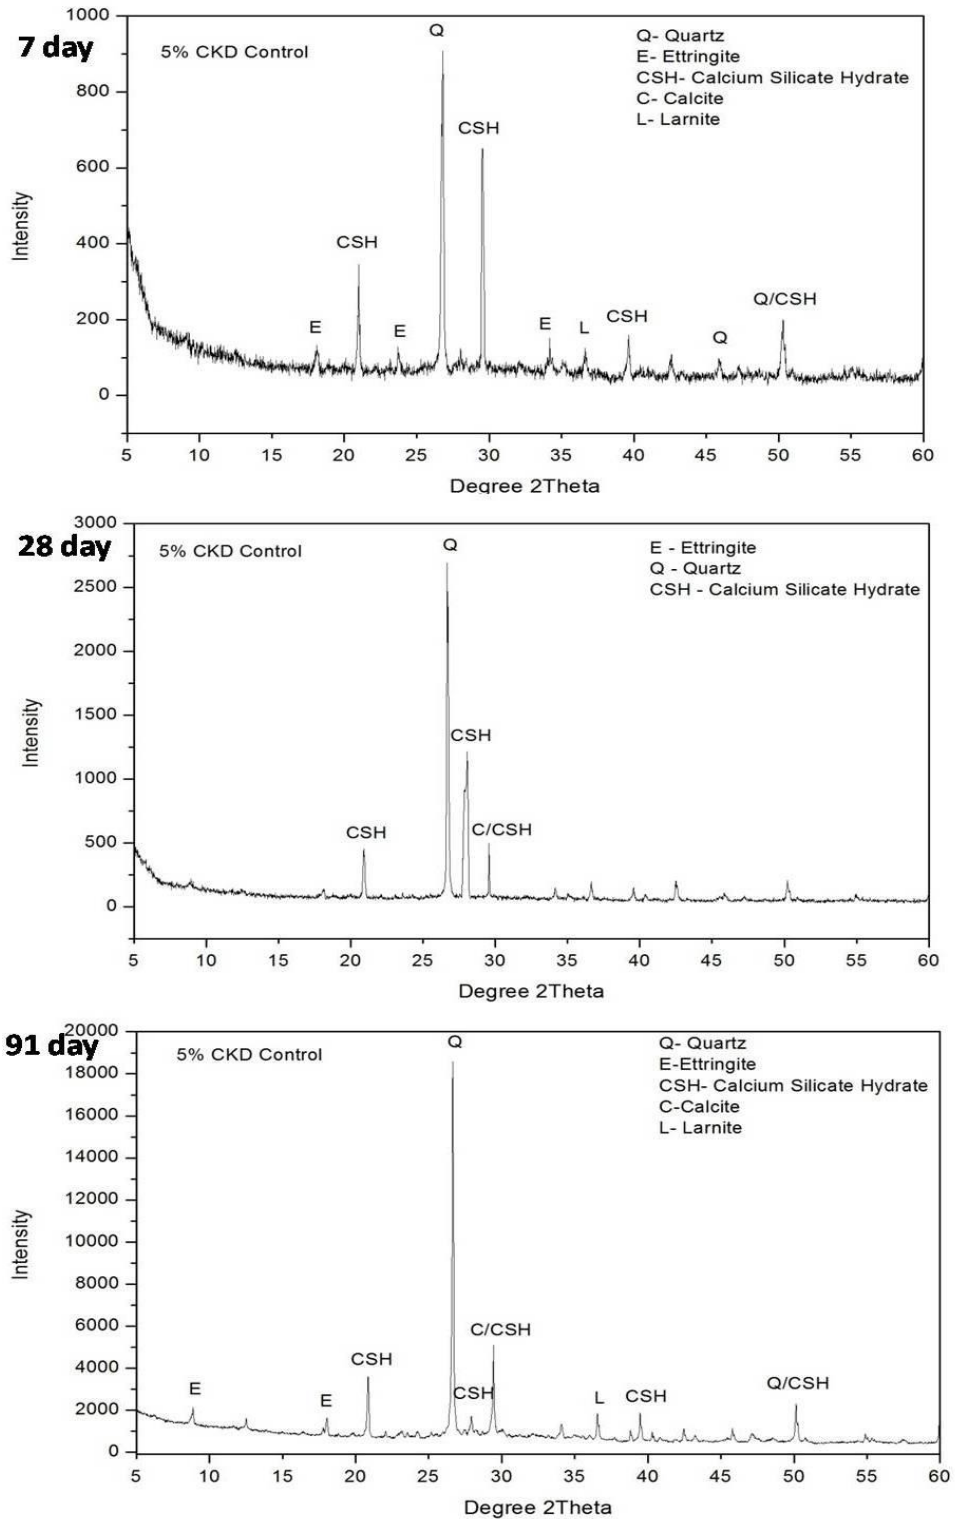 7 day
5% CKD Control
Q- Quartz
E- Ettringite
CSH- Calcium Silicate Hydrate
C- Calcite
L- Larnite
Q
CSH
CSH
E
E
E
L
CSH
Q
Q/CSH
Intensity
1000
800
600
400
200
0
5 10 15 20 25 30 35 40 45 50 55 60
Degree 2Theta
28 day
5% CKD Control
E - Ettringite
Q - Quartz
CSH - Calcium Silicate Hydrate
Q
CSH
C/CSH
CSH
Intensity
3000
2500
2000
1500
1000
500
0
5 10 15 20 25 30 35 40 45 50 55 60
Degree 2Theta
91 day
5% CKD Control
Q- Quartz
E-Ettringite
CSH- Calcium Silicate Hydrate
C-Calcite
L- Larnite
Q
C/CSH
CSH
CSH
E
E
L
CSH
Q/CSH
Intensity
20000
18000
16000
14000
12000
10000
8000
6000
4000
2000
0
5 10 15 20 25 30 35 40 45 50 55 60
Degree 2Theta